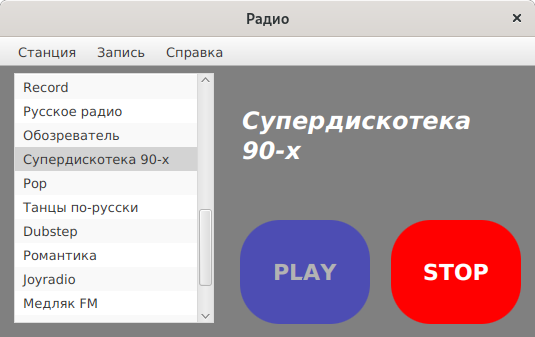 Радио
Станция Запись Справка
Record
Русское радио
Обозреватель
Супердискотека 90-х
Pop
Танцы по-русски
Dubstep
Романтика
Joyradio
Медляк FM
Супердискотека
90-х
PLAY STOP